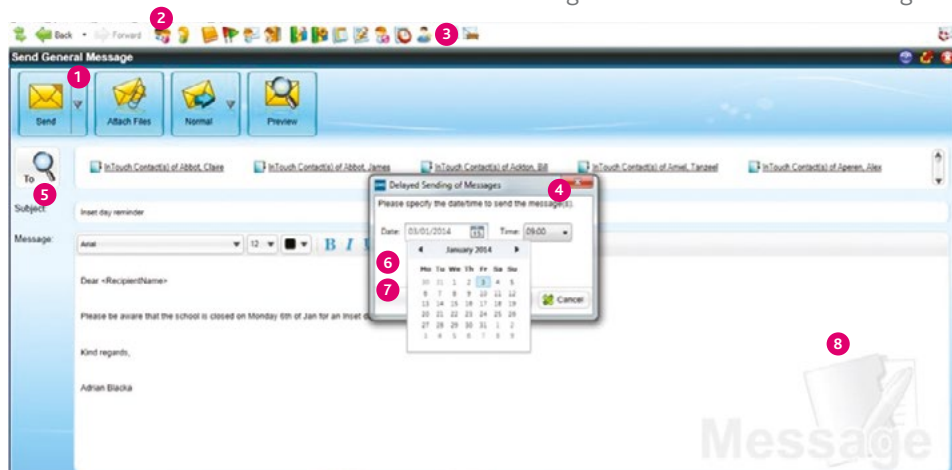 2
Back Forward 3
Send General Message
1
Send Attach Files Normal Preview
To
InTouch Contact(s) of Abbot, Claire InTouch Contact(s) of Abbot, James InTouch Contact(s) of Ackton, Bill InTouch Contact(s) of Amiel, Tanzeel InTouch Contact(s) of Aperen, Alex
5
Subject: Inset day reminder
Message: Arial 12 B I U
Dear <RecipientName>
Please be aware that the school is closed on Monday 6th of Jan for an Inset
Kind regards,
Adrian Blacka
Delayed Sending of Messages 4
Please specify the date/time to send the message(s).
Date: 03/01/2014 15 Time: 09:00
January 2014
6
Mo Tu We Th Fr Sa Su
30 31 1 2 3 4 5
7
6 7 8 9 10 11 12
13 14 15 16 17 18 19
20 21 22 23 24 25 26
27 28 29 30 31 1 2
3 4 5 6 7 8 9
Cancel
8
Message